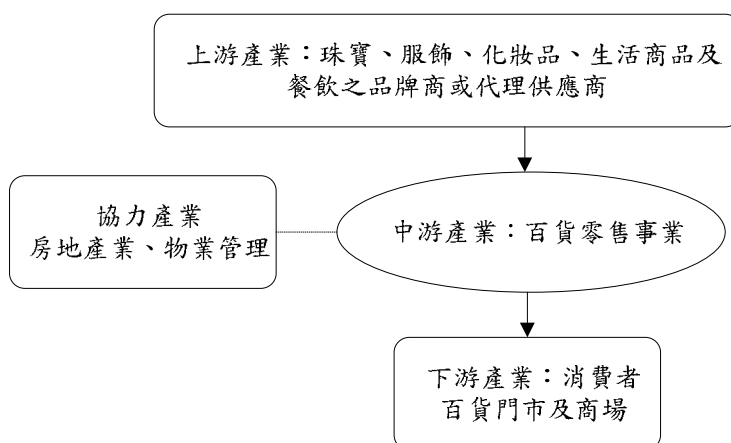 上游產業：珠寶、服飾、化妝品、生活商品及
餐飲之品牌商或代理供應商
協力產業
房地產業、物業管理
中游產業：百貨零售事業
下游產業：消費者
百貨門市及商場